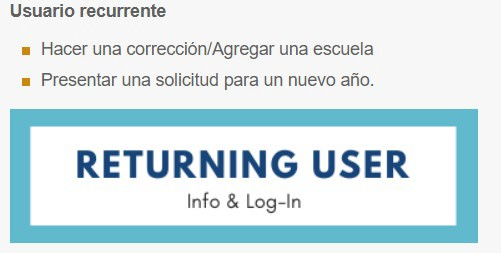 Usuario recurrente
Hacer una corrección/Agregar una escuela
Presentar una solicitud para un nuevo año.
RETURNING USER
Info & Log-In